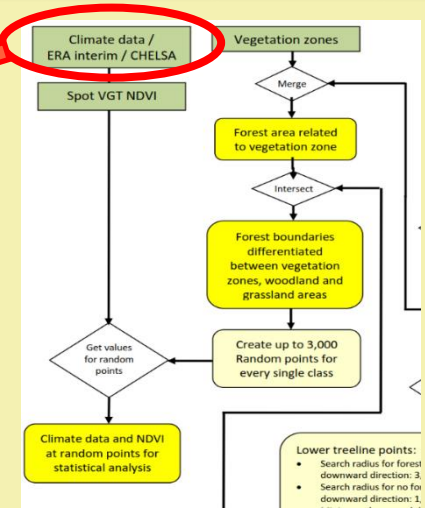 Climate data /
ERA interim / CHELSA
Vegetation zones
Spot VGT NDVI
Merge
Forest area related
to vegetation zone
Intersect
Forest boundaries
differentiated
between vegetation
zones, woodland and
grassland areas
Get values
for random
points
Create up to 3,000
Random points for
every single class
Climate data and NDVI
at random points for
statistical analysis
Lower treeline points:
• Search radius for forest
downward direction: 3,
• Search radius for no
downward direction: 1,